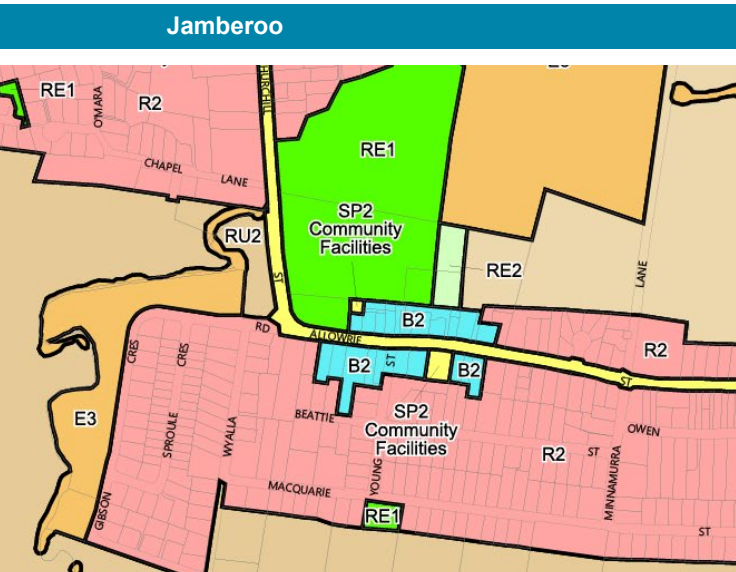 Jamberoo
RE1
R2
O'MARA
CHURCHILL
RE1
CHAPEL
LANE
SP2
Community
Facilities
RU2
RE2
LANE
ST
B2
RD
ALLOWRIE
R2
CRES
CRES
B2
ST
B2
ST
E3
SPROULE
WYALLA
BEATTIE
SP2
Community
Facilities
R2
ST
OWEN
YOUNG
MINNAMURRA
MACQUARIE
GIBSON
RE1
ST